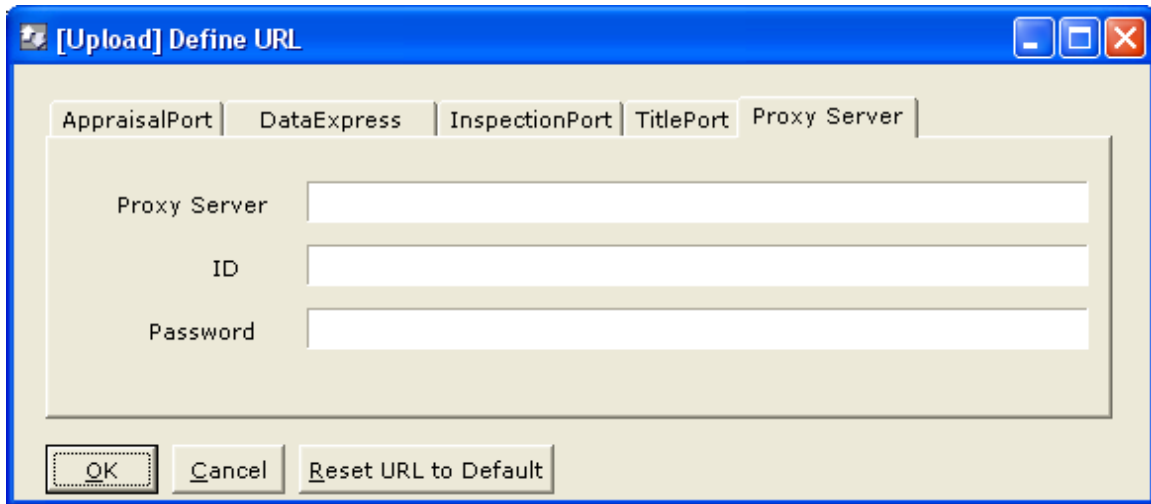 [Upload] Define URL
AppraisalPort DataExpress InspectionPort TitlePort Proxy Server
Proxy Server
ID
Password
OK Cancel Reset URL to Default